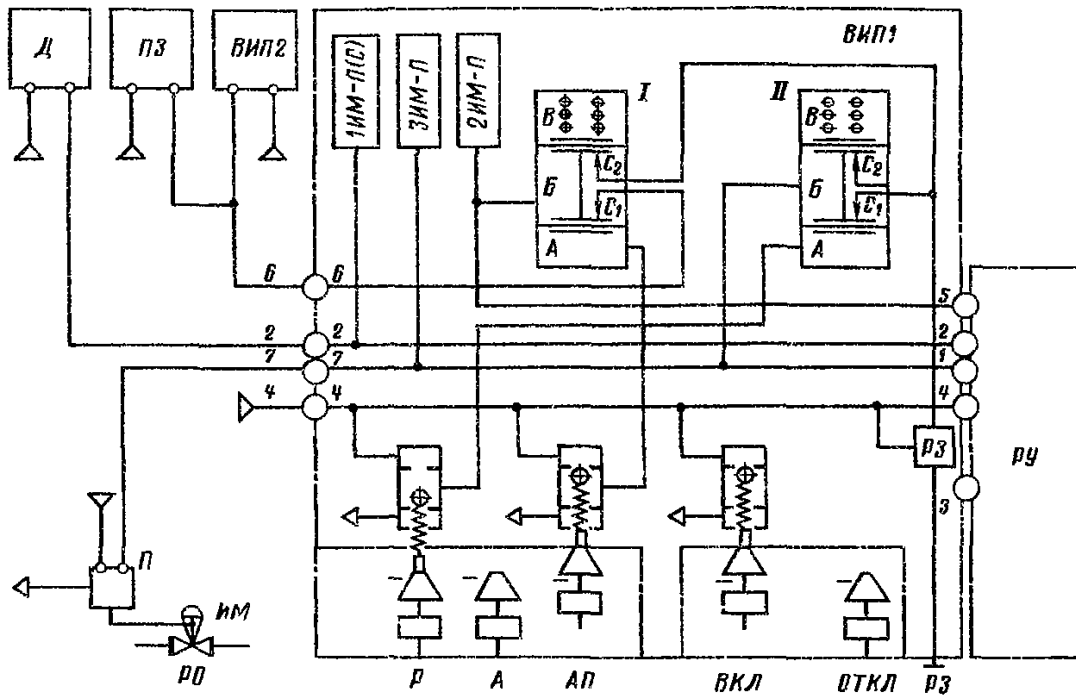 Д
ПЗ
ВИП2
ВИП1
1ИМ-П(С)
3ИМ-П
2ИМ-П
I
II
В
В
C2
C2
Б
Б
C1
C1
А
А
6
6
5
2
2
2
7
7
1
4
4
4
РЗ
РУ
3
П
ИМ
РО
Р
А
АП
ВКЛ
ОТКЛ
РЗ